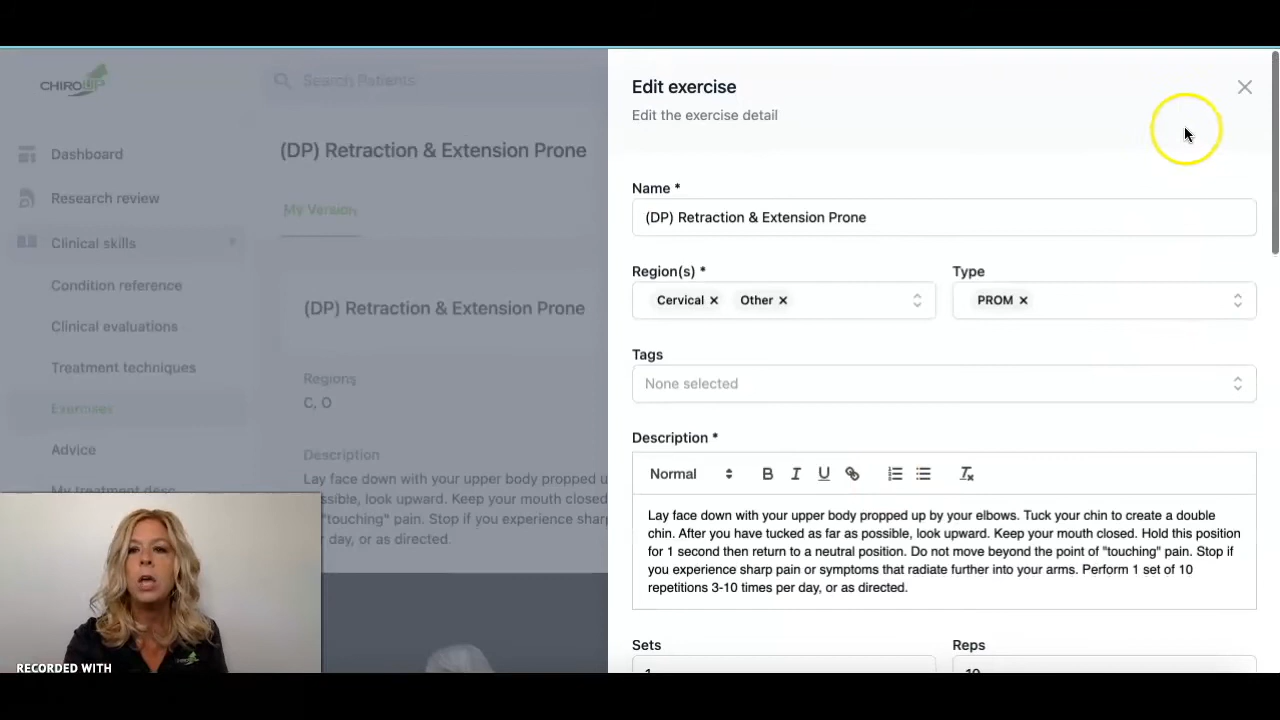 CHIROUP
Search Patients
Dashboard
Research review
Clinical skills
Condition reference
Clinical evaluations
Treatment techniques
Exercises
Advice
My treatment desc
(DP) Retraction & Extension Prone
My Version
(DP) Retraction & Extension Prone
Regions
C, O
Description
Lay face down with your upper body propped u
ssible, look upward. Keep your mouth closed
"touching" pain. Stop if you experience sharp
r day, or as directed.
RECORDED WITH
Edit exercise
Edit the exercise detail
Name *
(DP) Retraction & Extension Prone
Region(s) *
Type
Cervical × Other ×
PROM ×
Tags
None selected
Description *
Normal B I U
Lay face down with your upper body propped up by your elbows. Tuck your chin to create a double
chin. After you have tucked as far as possible, look upward. Keep your mouth closed. Hold this position
for 1 second then return to a neutral position. Do not move beyond the point of "touching" pain. Stop if
you experience sharp pain or symptoms that radiate further into your arms. Perform 1 set of 10
repetitions 3-10 times per day, or as directed.
Sets
Reps
1
10